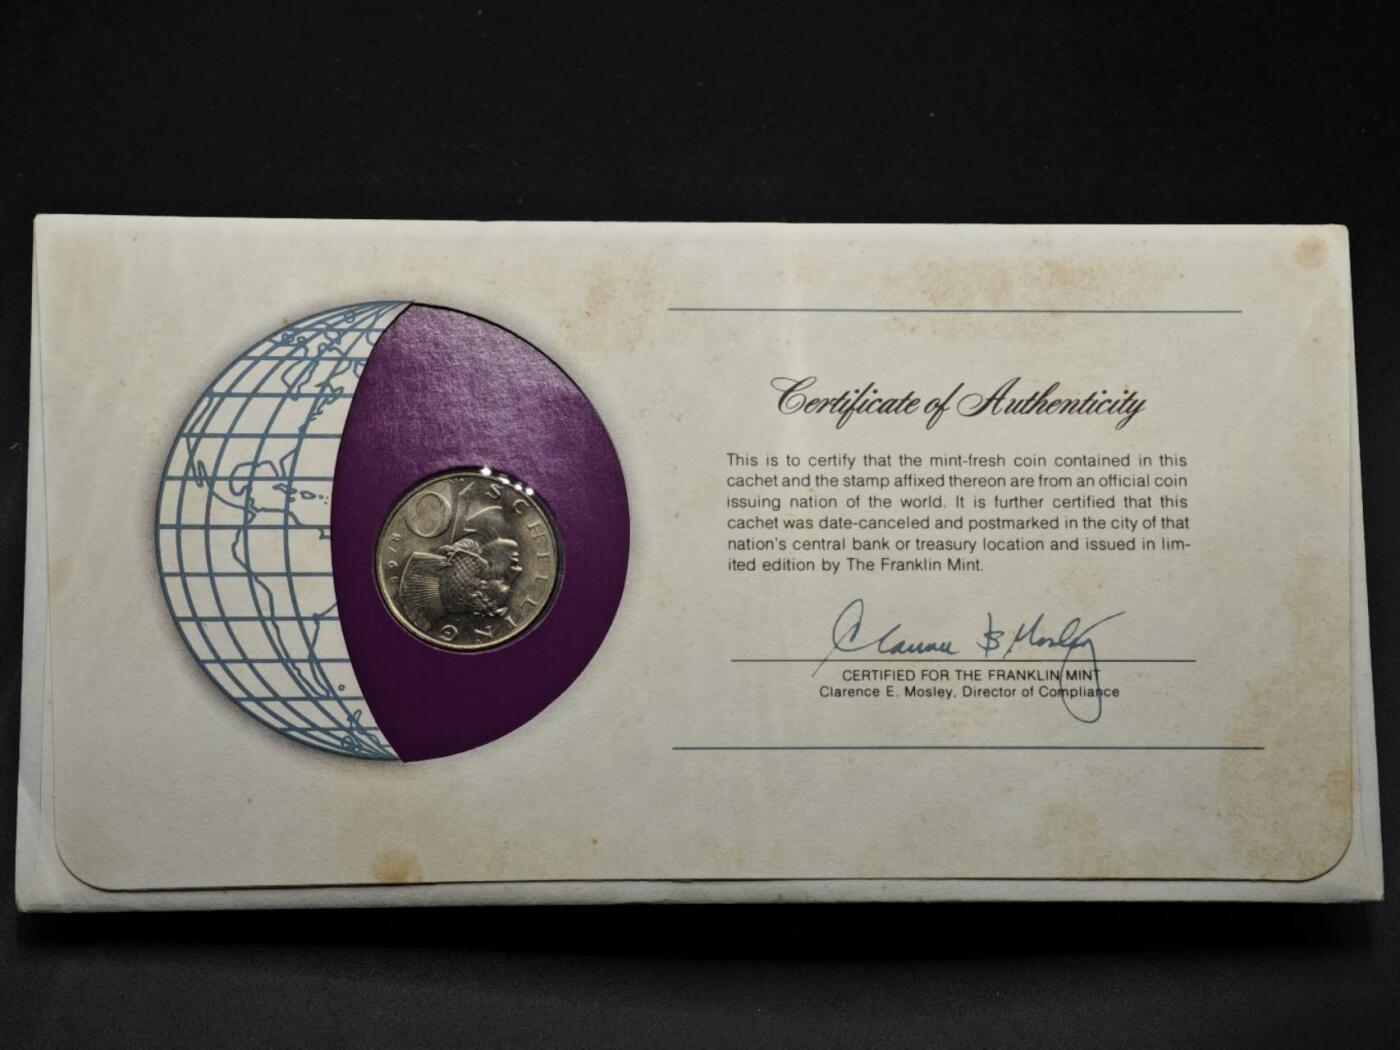 Certificate of Authenticity
This is to certify that the mint-fresh coin contained in this
cachet and the stamp affixed thereon are from an official coin
issuing nation of the world. It is further certified that this
cachet was date-canceled and postmarked in the city of that
nation's central bank or treasury location and issued in lim-
ited edition by The Franklin Mint.
CERTIFIED FOR THE FRANKLIN MINT
Clarence E. Mosley, Director of Compliance
10 SCHILLING
1978